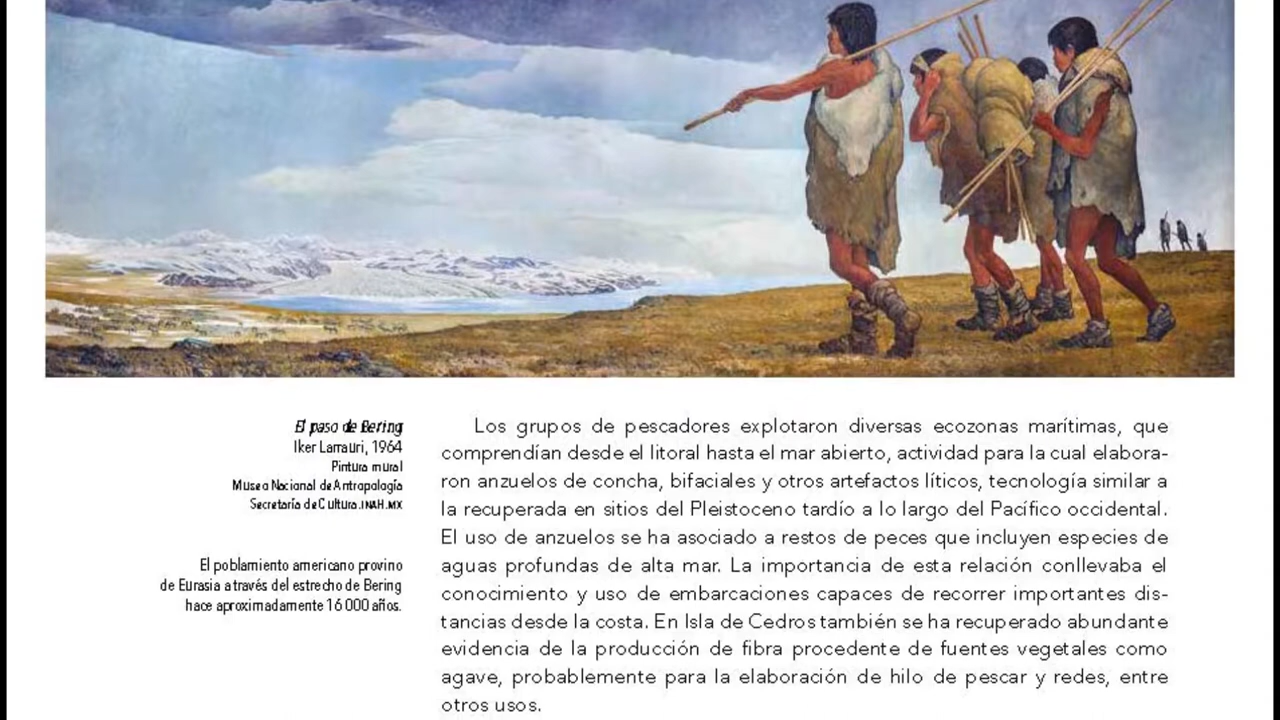 El paso de Bering
Iker Larrauri, 1964
Pintura mural
Museo Nacional de Antropología
Secretaría de Cultura.INAH.MX
El poblamiento americano provino
de Eurasia a través del estrecho de Bering
hace aproximadamente 16 000 años.
Los grupos de pescadores explotaron diversas ecozonas marítimas, que
comprendían desde el litoral hasta el mar abierto, actividad para la cual elabora-
ron anzuelos de concha, bifaciales y otros artefactos líticos, tecnología similar a
la recuperada en sitios del Pleistoceno tardío a lo largo del Pacífico occidental.
El uso de anzuelos se ha asociado a restos de peces que incluyen especies de
aguas profundas de alta mar. La importancia de esta relación conllevaba el
conocimiento y uso de embarcaciones capaces de recorrer importantes dis-
tancias desde la costa. En Isla de Cedros también se ha recuperado abundante
evidencia de la producción de fibra procedente de fuentes vegetales como
agave, probablemente para la elaboración de hilo de pescar y redes, entre
otros usos.